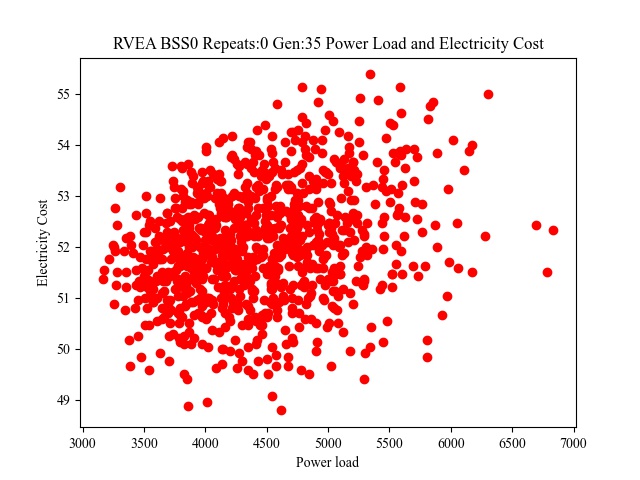 RVEA BSS0 Repeats:0 Gen:35 Power Load and Electricity Cost
Electricity Cost
55
54
53
52
51
50
49
3000 3500 4000 4500 5000 5500 6000 6500 7000
Power load